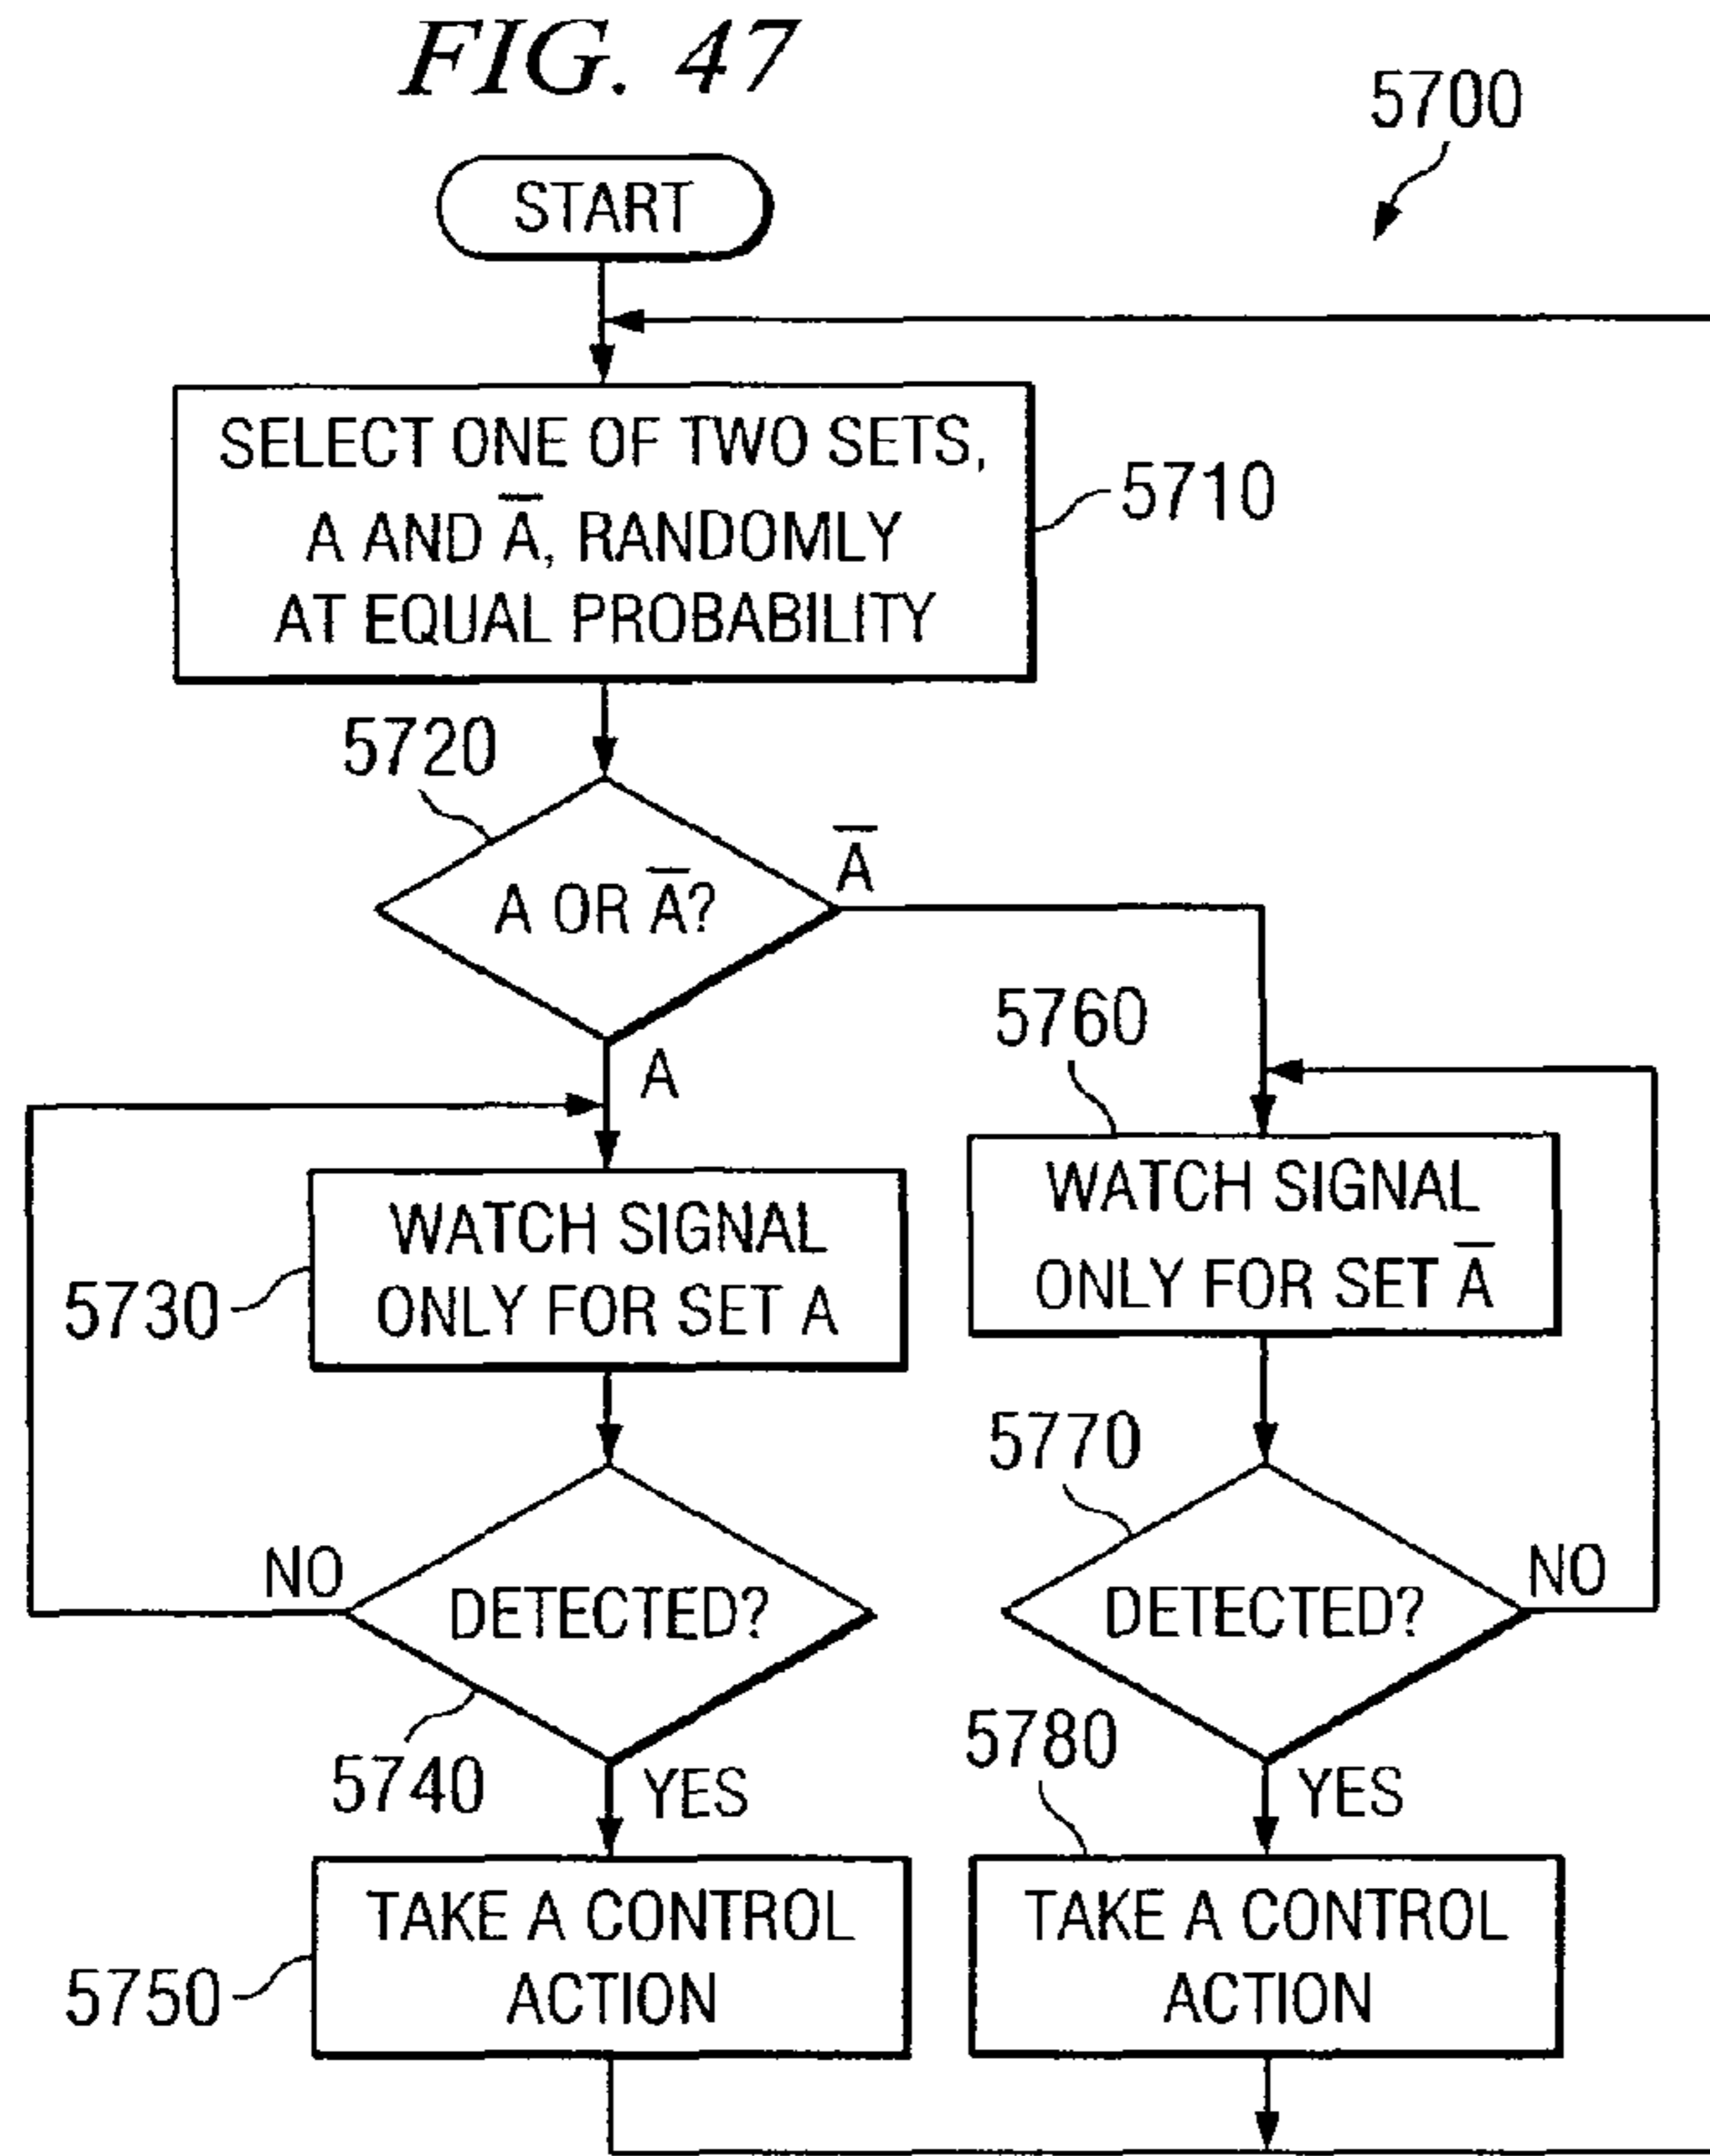 FIG. 47
5700
START
SELECT ONE OF TWO SETS,
A AND A̅, RANDOMLY
AT EQUAL PROBABILITY
5710
5720
A OR A̅?
A̅
A
5760
WATCH SIGNAL
ONLY FOR SET A
5730
WATCH SIGNAL
ONLY FOR SET A̅
5770
NO
DETECTED?
5740
YES
DETECTED?
NO
5780
YES
TAKE A CONTROL
ACTION
5750
TAKE A CONTROL
ACTION